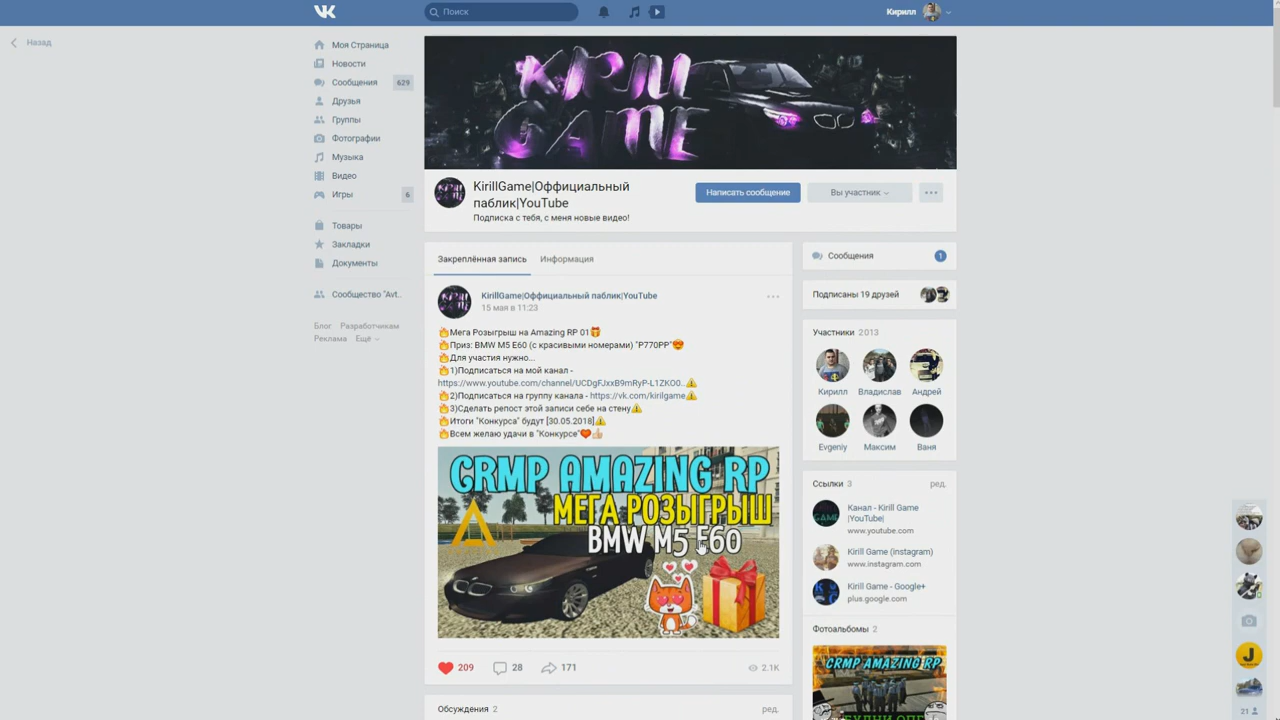 Поиск
Кирилл
Назад
Моя Страница
Новости
Сообщения 629
Друзья
Группы
Фотографии
Музыка
Видео
Игры 6
Товары
Закладки
Документы
Сообщество "Avt..
Блог Разработчикам
Реклама Ещё
KIRILL
GAME
KirillGame|Оффициальный
паблик|YouTube
Подписка с тебя, с меня новые видео!
Написать сообщение
Вы участник
Закреплённая запись Информация
KirillGame|Оффициальный паблик|YouTube
15 мая в 11:23
Мега Розыгрыш на Amazing RP 01
Приз: BMW M5 E60 (с красивыми номерами) "Р770РР"
Для участия нужно...
1)Подписаться на мой канал -
https://www.youtube.com/channel/UCDgFJxxB9mRyP-L1ZKO0...
2)Подписаться на группу канала - https://vk.com/kirilgame
3)Сделать репост этой записи себе на стену
Итоги "Конкурса" будут [30.05.2018]
Всем желаю удачи в "Конкурсе"
CRMP AMAZING RP
МЕГА РОЗЫГРЫШ
BMW M5 E60
209 28 171 2.1K
Обсуждения 2 ред.
Сообщения 1
Подписаны 19 друзей
Участники 2013
Кирилл Владислав Андрей
Evgeniy Максим Ваня
Ссылки 3 ред.
Канал - Kirill Game
|YouTube|
www.youtube.com
Kirill Game (instagram)
www.instagram.com
Kirill Game - Google+
plus.google.com
Фотоальбомы 2
CRMP AMAZING RP
21